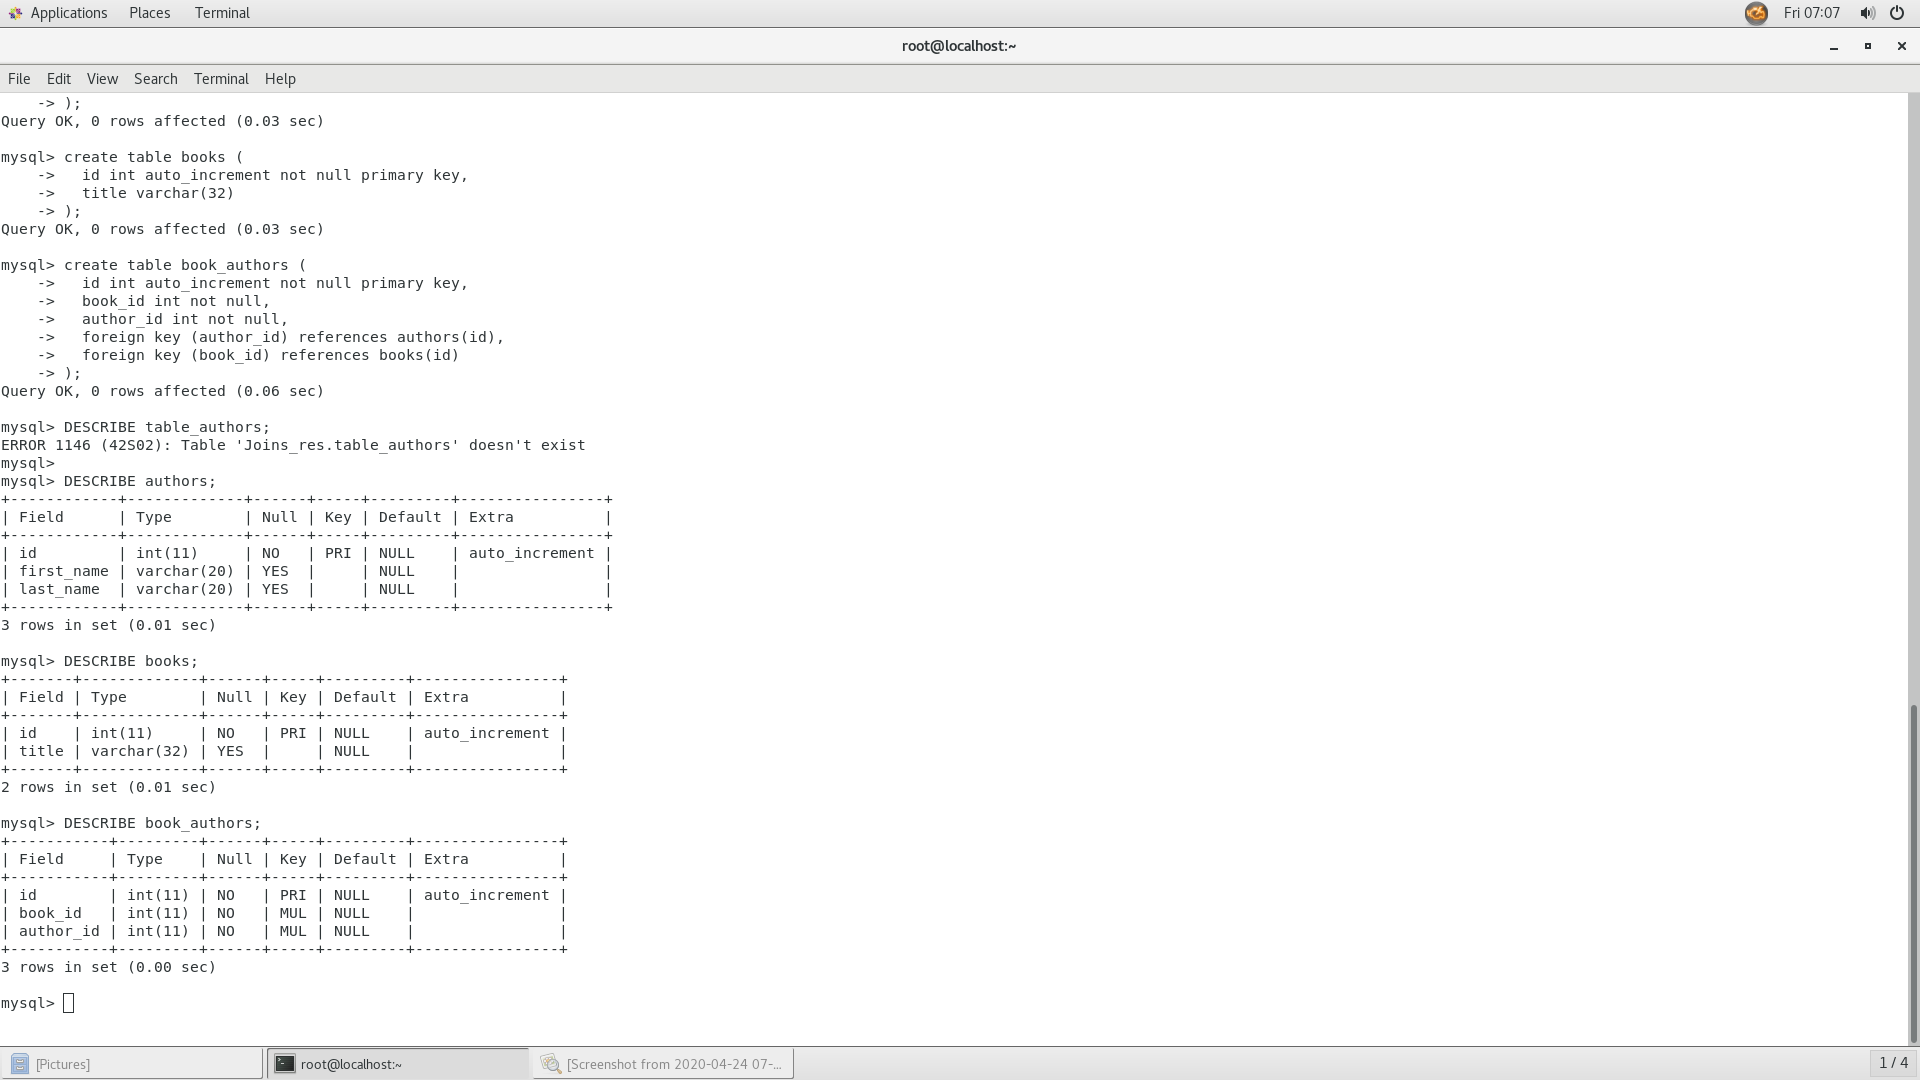 Applications Places Terminal Fri 07:07
root@localhost:~
File Edit View Search Terminal Help
    -> );
Query OK, 0 rows affected (0.03 sec)

mysql> create table books (
    ->   id int auto_increment not null primary key,
    ->   title varchar(32)
    -> );
Query OK, 0 rows affected (0.03 sec)

mysql> create table book_authors (
    ->   id int auto_increment not null primary key,
    ->   book_id int not null,
    ->   author_id int not null,
    ->   foreign key (author_id) references authors(id),
    ->   foreign key (book_id) references books(id)
    -> );
Query OK, 0 rows affected (0.06 sec)

mysql> DESCRIBE table_authors;
ERROR 1146 (42S02): Table 'Joins_res.table_authors' doesn't exist
mysql>
mysql> DESCRIBE authors;
+------------+-------------+------+-----+---------+----------------+
| Field      | Type        | Null | Key | Default | Extra          |
+------------+-------------+------+-----+---------+----------------+
| id         | int(11)     | NO   | PRI | NULL    | auto_increment |
| first_name | varchar(20) | YES  |     | NULL    |                |
| last_name  | varchar(20) | YES  |     | NULL    |                |
+------------+-------------+------+-----+---------+----------------+
3 rows in set (0.01 sec)

mysql> DESCRIBE books;
+-------+-------------+------+-----+---------+----------------+
| Field | Type        | Null | Key | Default | Extra          |
+-------+-------------+------+-----+---------+----------------+
| id    | int(11)     | NO   | PRI | NULL    | auto_increment |
| title | varchar(32) | YES  |     | NULL    |                |
+-------+-------------+------+-----+---------+----------------+
2 rows in set (0.01 sec)

mysql> DESCRIBE book_authors;
+-----------+---------+------+-----+---------+----------------+
| Field     | Type    | Null | Key | Default | Extra          |
+-----------+---------+------+-----+---------+----------------+
| id        | int(11) | NO   | PRI | NULL    | auto_increment |
| book_id   | int(11) | NO   | MUL | NULL    |                |
| author_id | int(11) | NO   | MUL | NULL    |                |
+-----------+---------+------+-----+---------+----------------+
3 rows in set (0.00 sec)

mysql>
[Pictures] root@localhost:~ [Screenshot from 2020-04-24 07-... 1 / 4